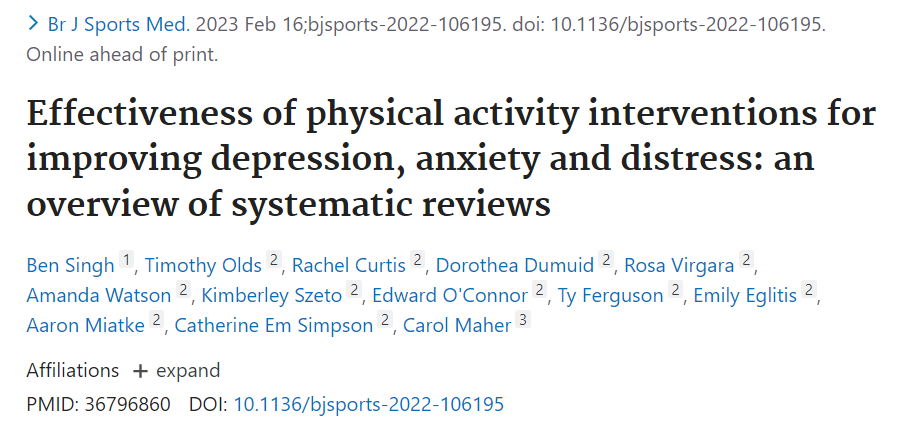 > Br J Sports Med. 2023 Feb 16;bjsports-2022-106195. doi: 10.1136/bjsports-2022-106195.
Online ahead of print.
Effectiveness of physical activity interventions for
improving depression, anxiety and distress: an
overview of systematic reviews
Ben Singh 1, Timothy Olds 2, Rachel Curtis 2, Dorothea Dumuid 2, Rosa Virgara 2,
Amanda Watson 2, Kimberley Szeto 2, Edward O'Connor 2, Ty Ferguson 2, Emily Eglitis 2,
Aaron Miatke 2, Catherine Em Simpson 2, Carol Maher 3
Affiliations + expand
PMID: 36796860 DOI: 10.1136/bjsports-2022-106195